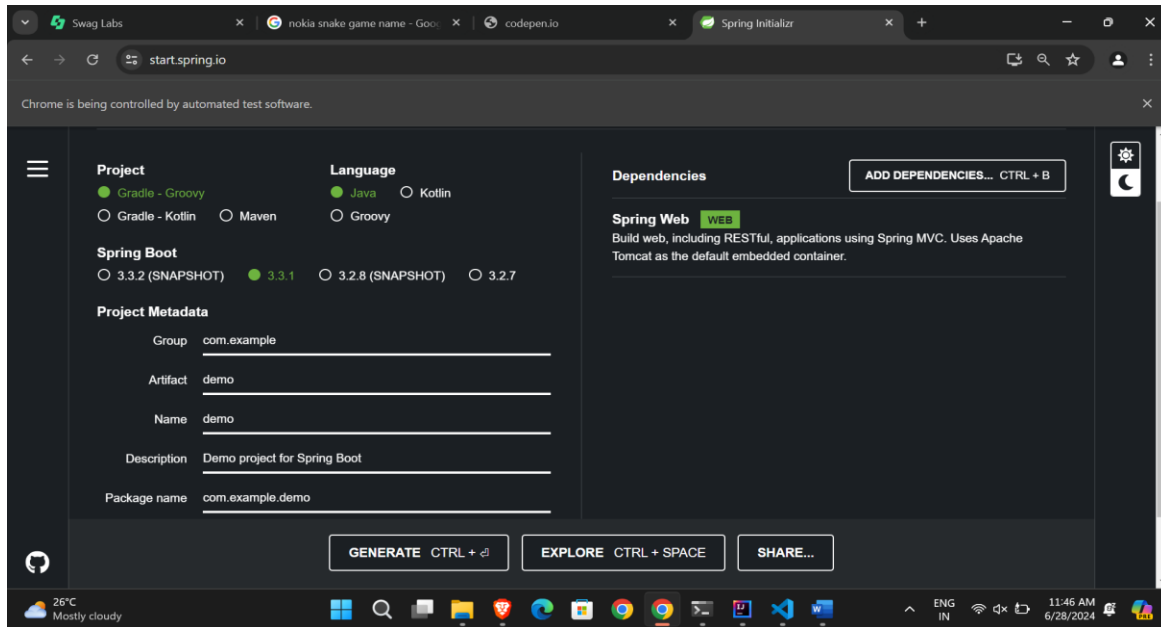 Swag Labs
nokia snake game name - Goog
codepen.io
Spring Initializr
start.spring.io
Chrome is being controlled by automated test software.
Project
Gradle - Groovy
Gradle - Kotlin Maven
Language
Java Kotlin
Groovy
Spring Boot
3.3.2 (SNAPSHOT) 3.3.1 3.2.8 (SNAPSHOT) 3.2.7
Project Metadata
Group com.example
Artifact demo
Name demo
Description Demo project for Spring Boot
Package name com.example.demo
Dependencies
ADD DEPENDENCIES... CTRL + B
Spring Web WEB
Build web, including RESTful, applications using Spring MVC. Uses Apache
Tomcat as the default embedded container.
GENERATE CTRL + ⏎
EXPLORE CTRL + SPACE
SHARE...
26°C
Mostly cloudy
ENG
IN
11:46 AM
6/28/2024